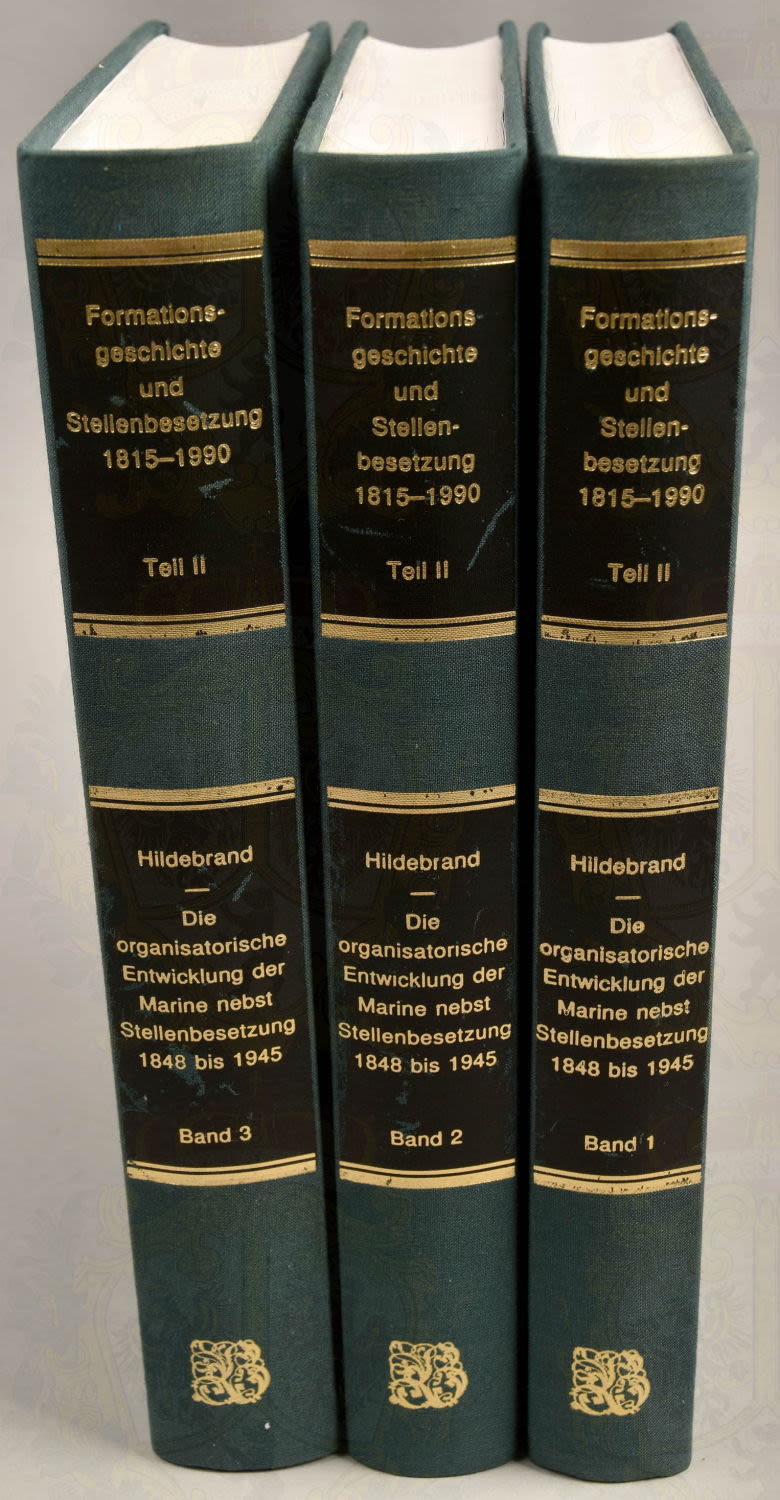 Formations-
geschichte
und
Stellenbesetzung
1815–1990
Teil II
Hildebrand
—
Die
organisatorische
Entwicklung der
Marine nebst
Stellenbesetzung
1848 bis 1945
Band 3
Formations
geschichte
und
Stellen-
besetzung
1815–1990
Teil II
Hildebrand
—
Die
organisatorische
Entwicklung der
Marine nebst
Stellenbesetzung
1848 bis 1945
Band 2
Formations-
geschichte
und
Stellen-
besetzung
1815–1990
Teil II
Hildebrand
—
Die
organisatorische
Entwicklung der
Marine nebst
Stellenbesetzung
1848 bis 1945
Band 1